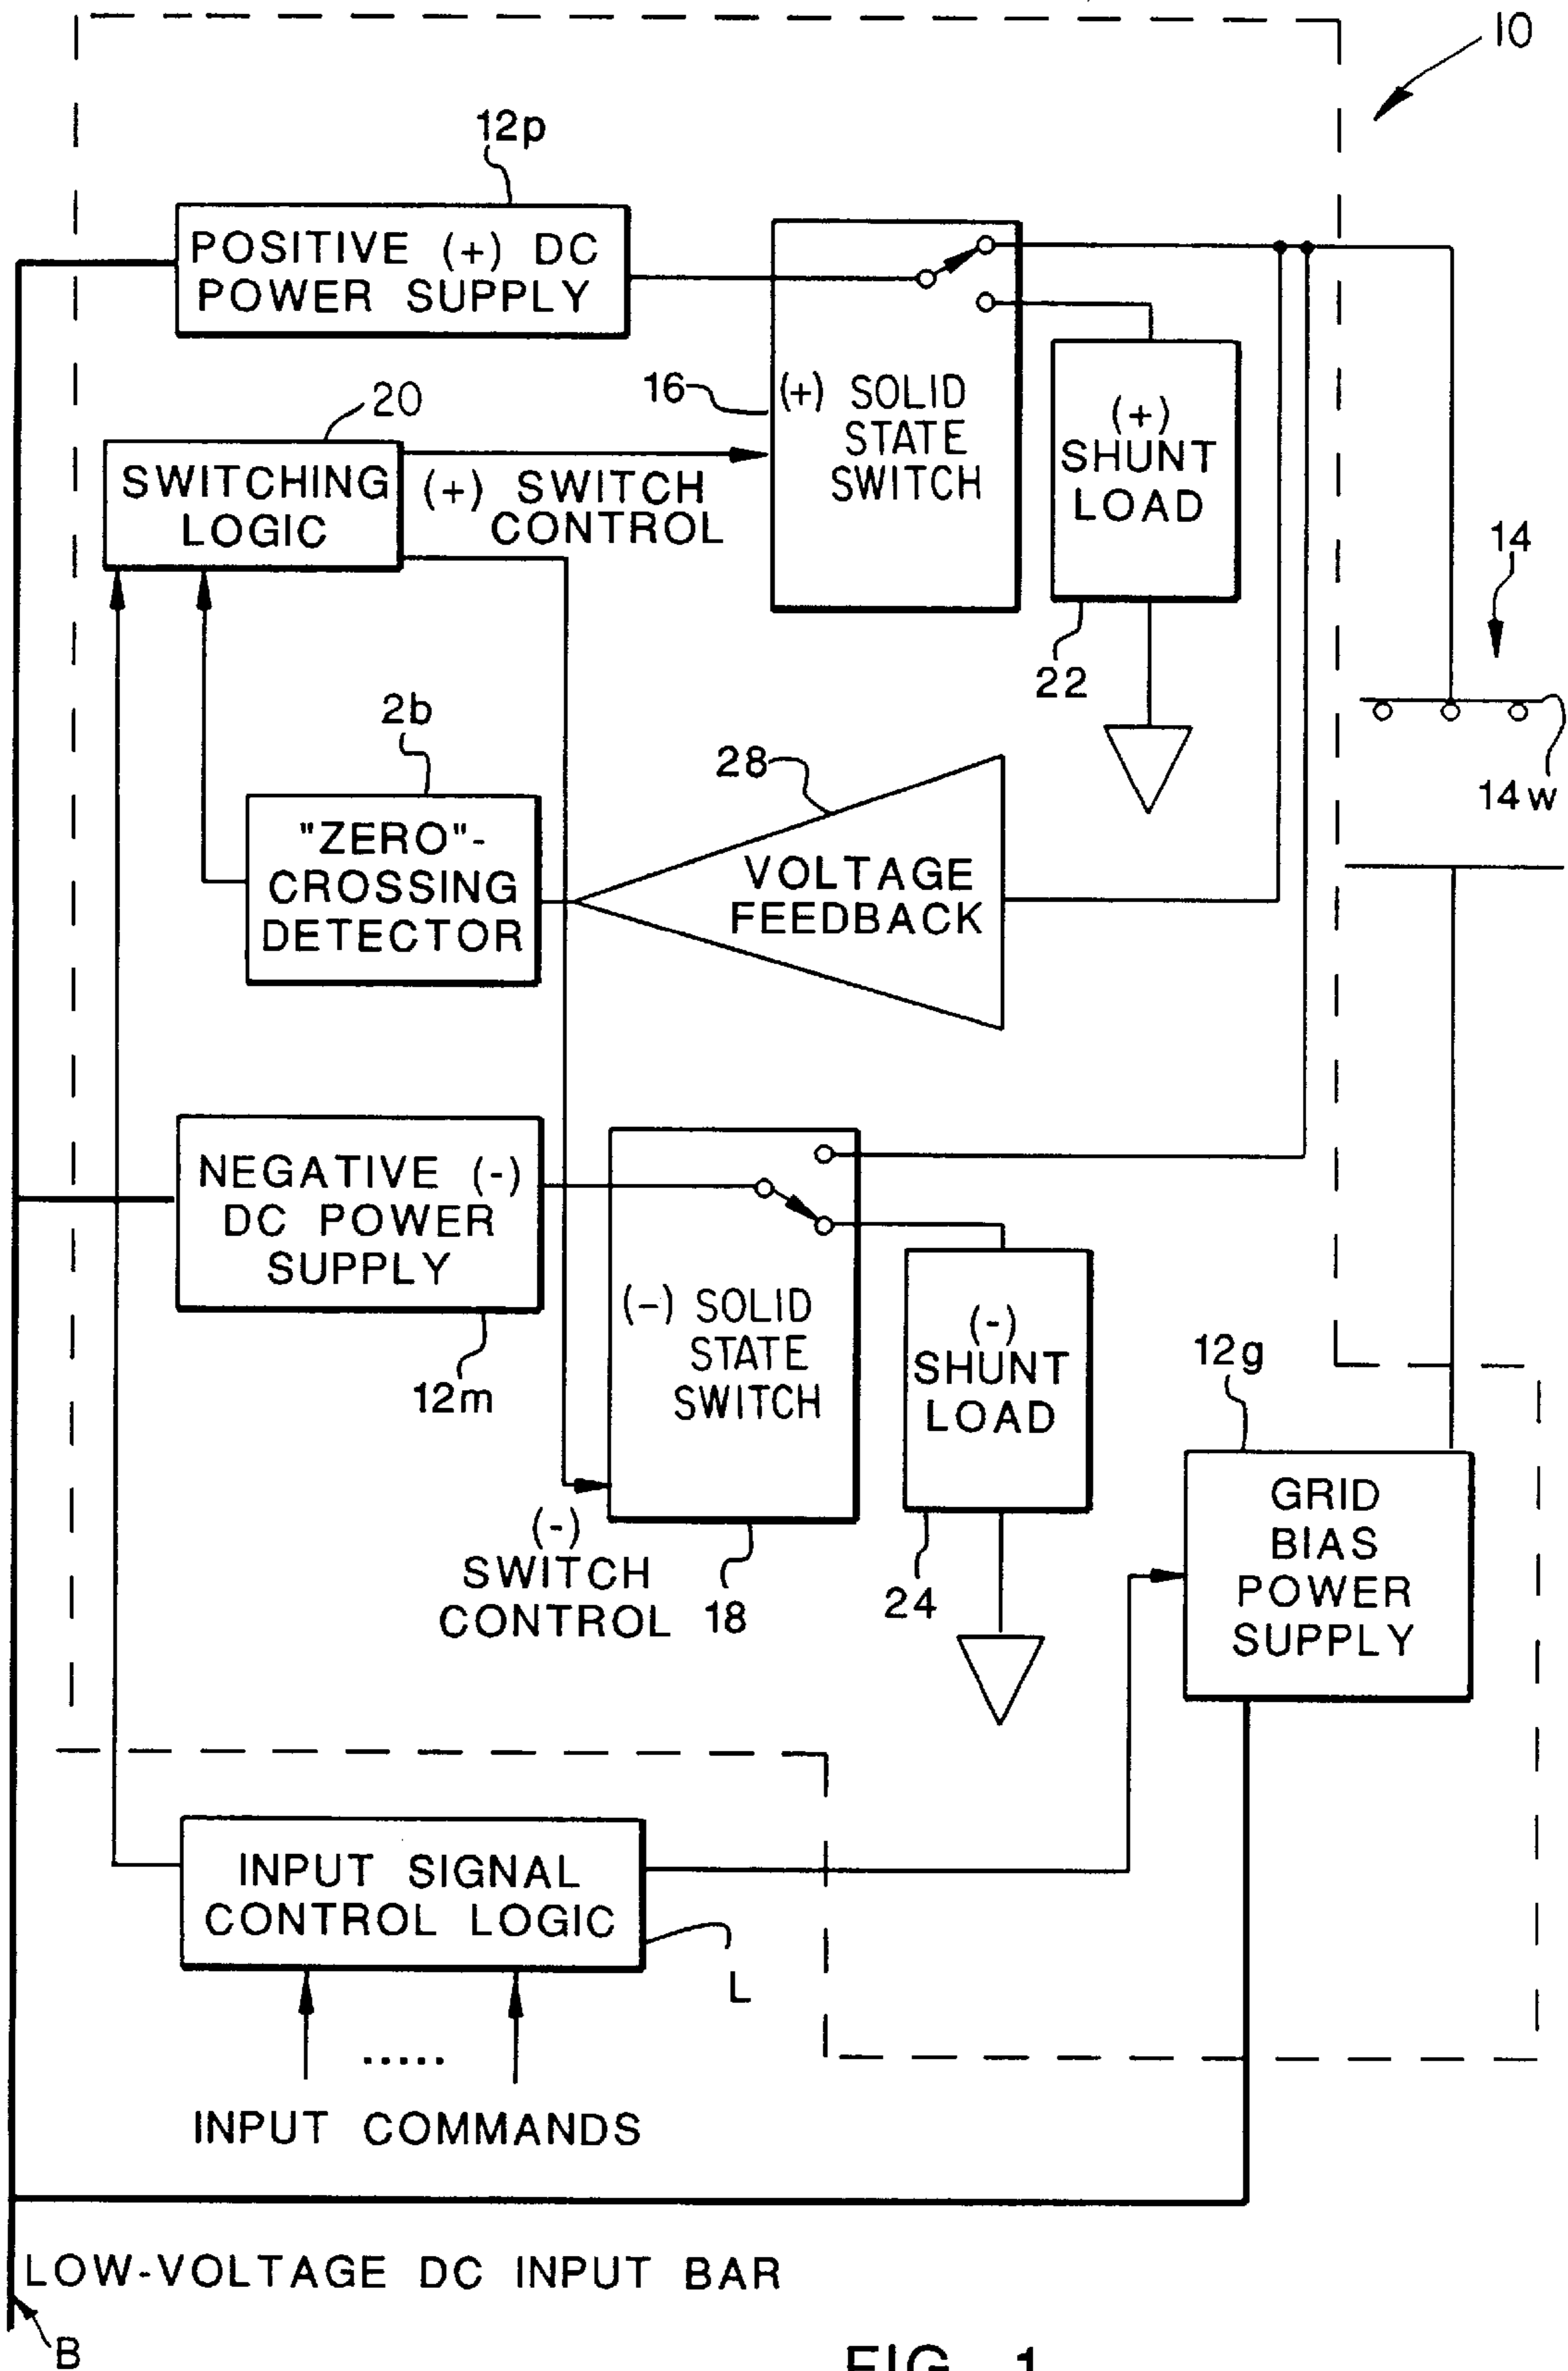 10
12p
POSITIVE (+) DC
POWER SUPPLY
16
(+) SOLID
STATE
SWITCH
(+)
SHUNT
LOAD
20
SWITCHING
LOGIC
(+) SWITCH
CONTROL
14
22
2b
28
14w
"ZERO"-
CROSSING
DETECTOR
VOLTAGE
FEEDBACK
NEGATIVE (-)
DC POWER
SUPPLY
12m
(-) SOLID
STATE
SWITCH
(-)
SHUNT
LOAD
12g
GRID
BIAS
POWER
SUPPLY
(-)
SWITCH
CONTROL
18
24
INPUT SIGNAL
CONTROL LOGIC
L
.....
INPUT COMMANDS
LOW-VOLTAGE DC INPUT BAR
B
FIG. 1